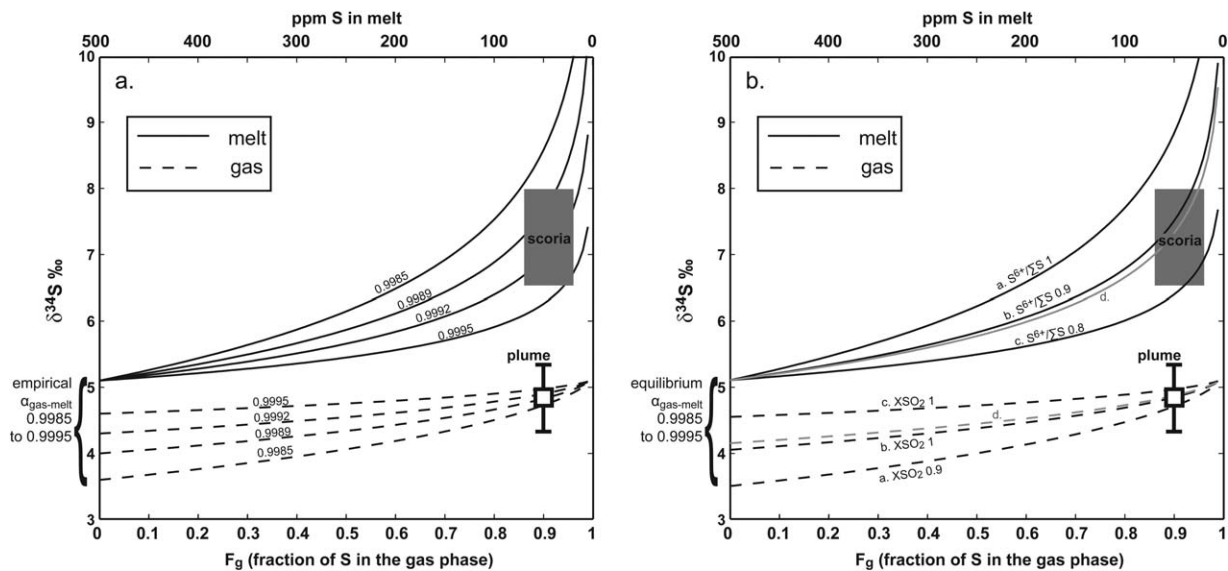 ppm S in melt
500 400 300 200 100 0
10
9
8
7
6
5
4
3
a.
melt
gas
scoria
0.9985
0.9989
0.9992
0.9995
plume
0.9995
0.9992
0.9989
0.9985
δ³⁴S ‰
empirical
α gas-melt
0.9985
to 0.9995
0 0.1 0.2 0.3 0.4 0.5 0.6 0.7 0.8 0.9 1
Fg (fraction of S in the gas phase)
ppm S in melt
500 400 300 200 100 0
10
9
8
7
6
5
4
3
b.
melt
gas
scoria
a. S⁶⁺/∑S 1
b. S⁶⁺/∑S 0.9
d.
c. S⁶⁺/∑S 0.8
plume
c. XSO₂ 1
d.
b. XSO₂ 1
a. XSO₂ 0.9
δ³⁴S ‰
equilibrium
α gas-melt
0.9985
to 0.9995
0 0.1 0.2 0.3 0.4 0.5 0.6 0.7 0.8 0.9 1
Fg (fraction of S in the gas phase)